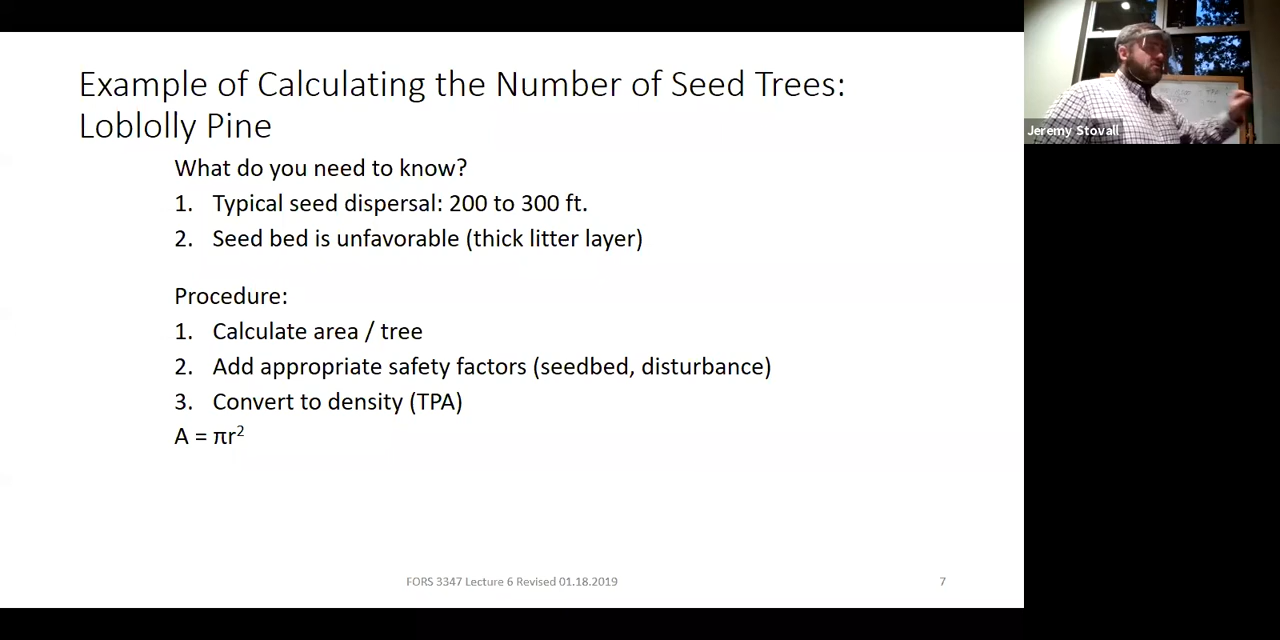 Example of Calculating the Number of Seed Trees:
Loblolly Pine
What do you need to know?
1. Typical seed dispersal: 200 to 300 ft.
2. Seed bed is unfavorable (thick litter layer)
Procedure:
1. Calculate area / tree
2. Add appropriate safety factors (seedbed, disturbance)
3. Convert to density (TPA)
A = πr²
FORS 3347 Lecture 6 Revised 01.18.2019
7
Jeremy Stovall